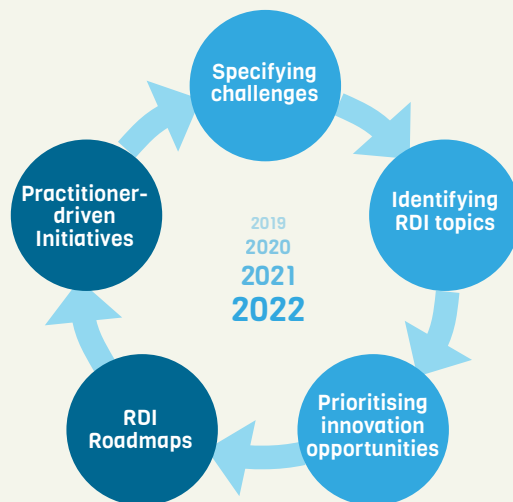 Specifying
challenges
Identifying
RDI topics
Prioritising
innovation
opportunities
RDI
Roadmaps
Practitioner-
driven
Initiatives
2019
2020
2021
2022